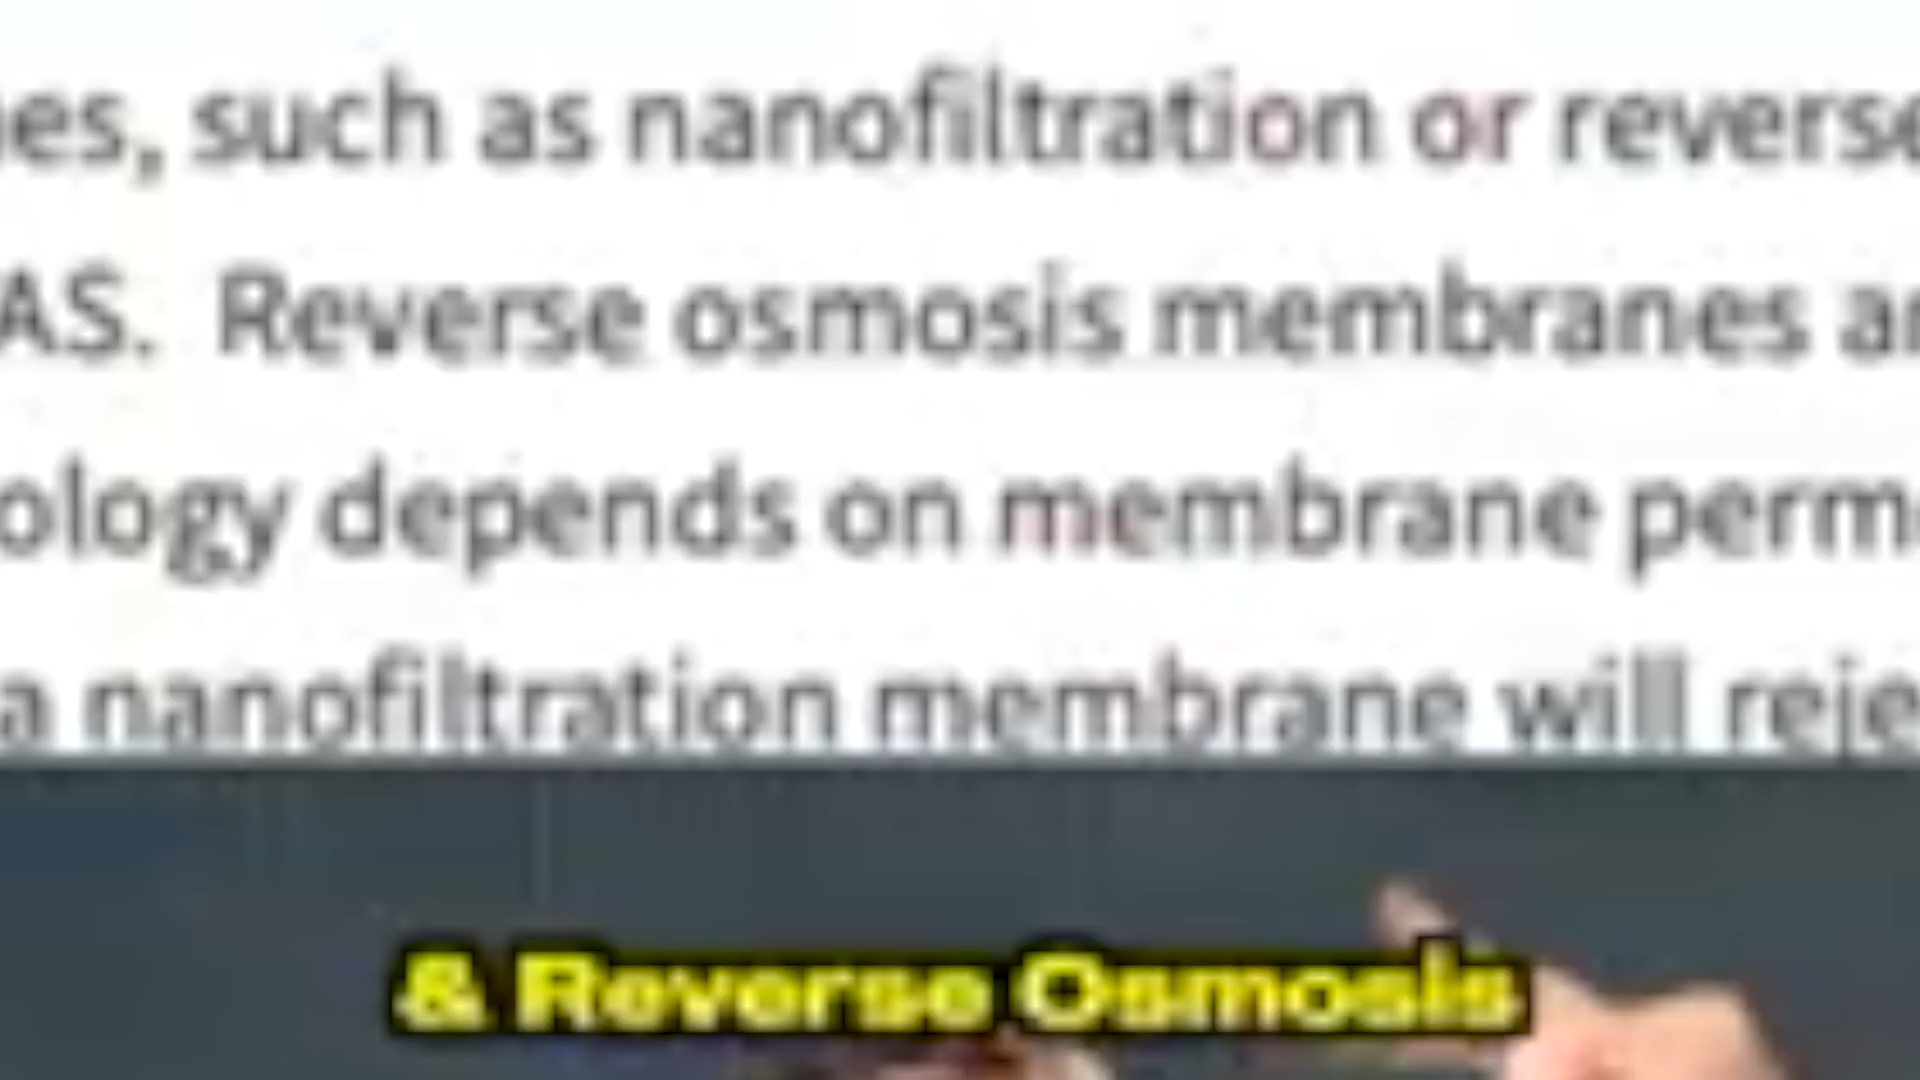 es, such as nanofiltration or reverse
AS. Reverse osmosis membranes a
ology depends on membrane perm
a nanofiltration membrane will reje
& Reverse Osmosis